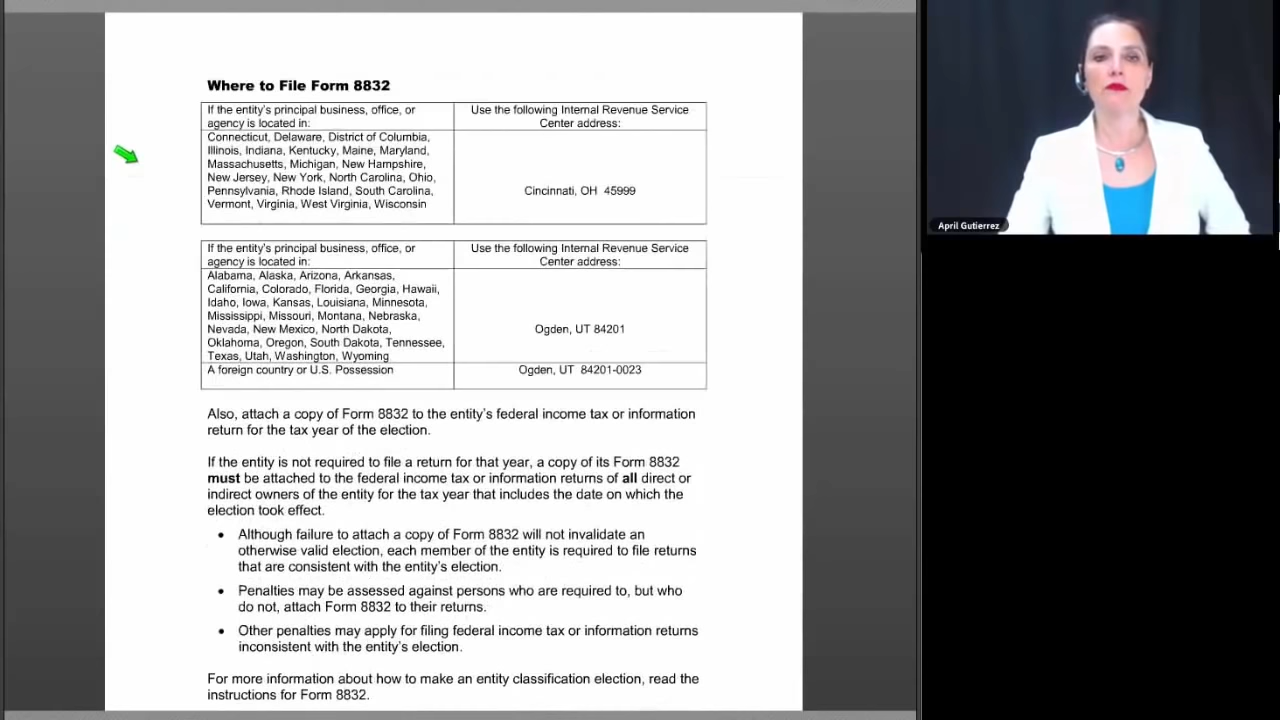 Where to File Form 8832
If the entity's principal business, office, or
agency is located in:
Use the following Internal Revenue Service
Center address:
Connecticut, Delaware, District of Columbia,
Illinois, Indiana, Kentucky, Maine, Maryland,
Massachusetts, Michigan, New Hampshire,
New Jersey, New York, North Carolina, Ohio,
Pennsylvania, Rhode Island, South Carolina,
Vermont, Virginia, West Virginia, Wisconsin
Cincinnati, OH 45999
If the entity's principal business, office, or
agency is located in:
Use the following Internal Revenue Service
Center address:
Alabama, Alaska, Arizona, Arkansas,
California, Colorado, Florida, Georgia, Hawaii,
Idaho, Iowa, Kansas, Louisiana, Minnesota,
Mississippi, Missouri, Montana, Nebraska,
Nevada, New Mexico, North Dakota,
Oklahoma, Oregon, South Dakota, Tennessee,
Texas, Utah, Washington, Wyoming
Ogden, UT 84201
A foreign country or U.S. Possession
Ogden, UT 84201-0023
Also, attach a copy of Form 8832 to the entity's federal income tax or information
return for the tax year of the election.
If the entity is not required to file a return for that year, a copy of its Form 8832
must be attached to the federal income tax or information returns of all direct or
indirect owners of the entity for the tax year that includes the date on which the
election took effect.
• Although failure to attach a copy of Form 8832 will not invalidate an
otherwise valid election, each member of the entity is required to file returns
that are consistent with the entity's election.
• Penalties may be assessed against persons who are required to, but who
do not, attach Form 8832 to their returns.
• Other penalties may apply for filing federal income tax or information returns
inconsistent with the entity's election.
For more information about how to make an entity classification election, read the
instructions for Form 8832.
April Gutierrez